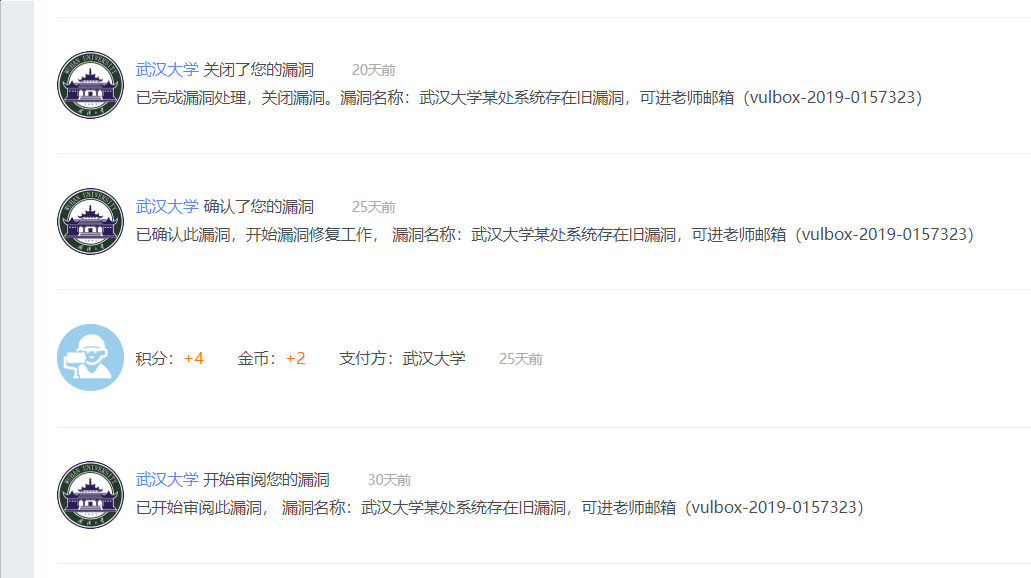 武汉大学 关闭了您的漏洞 20天前
已完成漏洞处理，关闭漏洞。漏洞名称：武汉大学某处系统存在旧漏洞，可进老师邮箱（vulbox-2019-0157323）
武汉大学 确认了您的漏洞 25天前
已确认此漏洞，开始漏洞修复工作， 漏洞名称：武汉大学某处系统存在旧漏洞，可进老师邮箱（vulbox-2019-0157323）
积分：+4 金币：+2 支付方：武汉大学 25天前
武汉大学 开始审阅您的漏洞 30天前
已开始审阅此漏洞， 漏洞名称：武汉大学某处系统存在旧漏洞，可进老师邮箱（vulbox-2019-0157323）